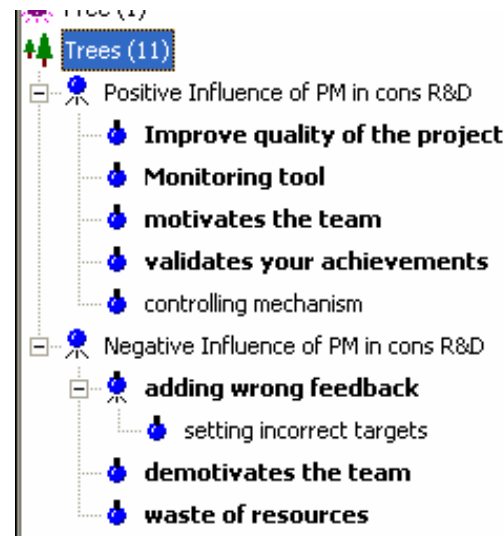 Free (1)
Trees (11)
Positive Influence of PM in cons R&D
Improve quality of the project
Monitoring tool
motivates the team
validates your achievements
controlling mechanism
Negative Influence of PM in cons R&D
adding wrong feedback
setting incorrect targets
demotivates the team
waste of resources